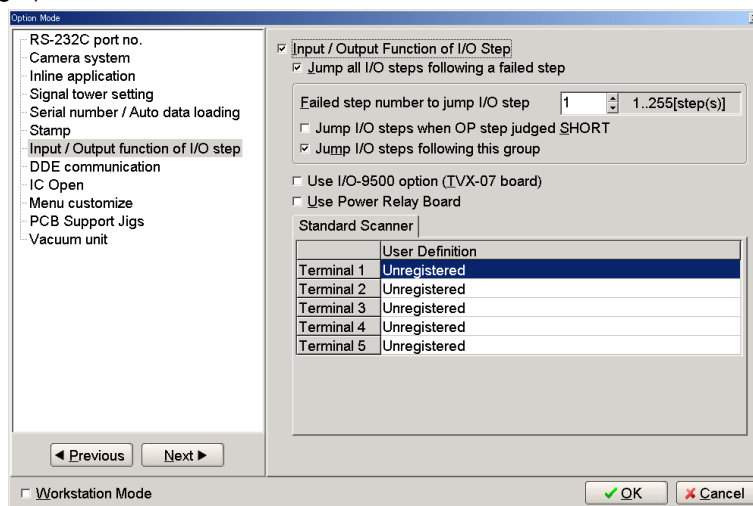 Option Mode
RS-232C port no.
Camera system
Inline application
Signal tower setting
Serial number / Auto data loading
Stamp
Input / Output function of I/O step
DDE communication
IC Open
Menu customize
PCB Support Jigs
Vacuum unit
◄ Previous
Next ►
Input / Output Function of I/O Step
Jump all I/O steps following a failed step
Failed step number to jump I/O step 1 1..255[step(s)]
Jump I/O steps when OP step judged SHORT
Jump I/O steps following this group
Use I/O-9500 option (TVX-07 board)
Use Power Relay Board
Standard Scanner
User Definition
Terminal 1 Unregistered
Terminal 2 Unregistered
Terminal 3 Unregistered
Terminal 4 Unregistered
Terminal 5 Unregistered
Workstation Mode
OK
Cancel